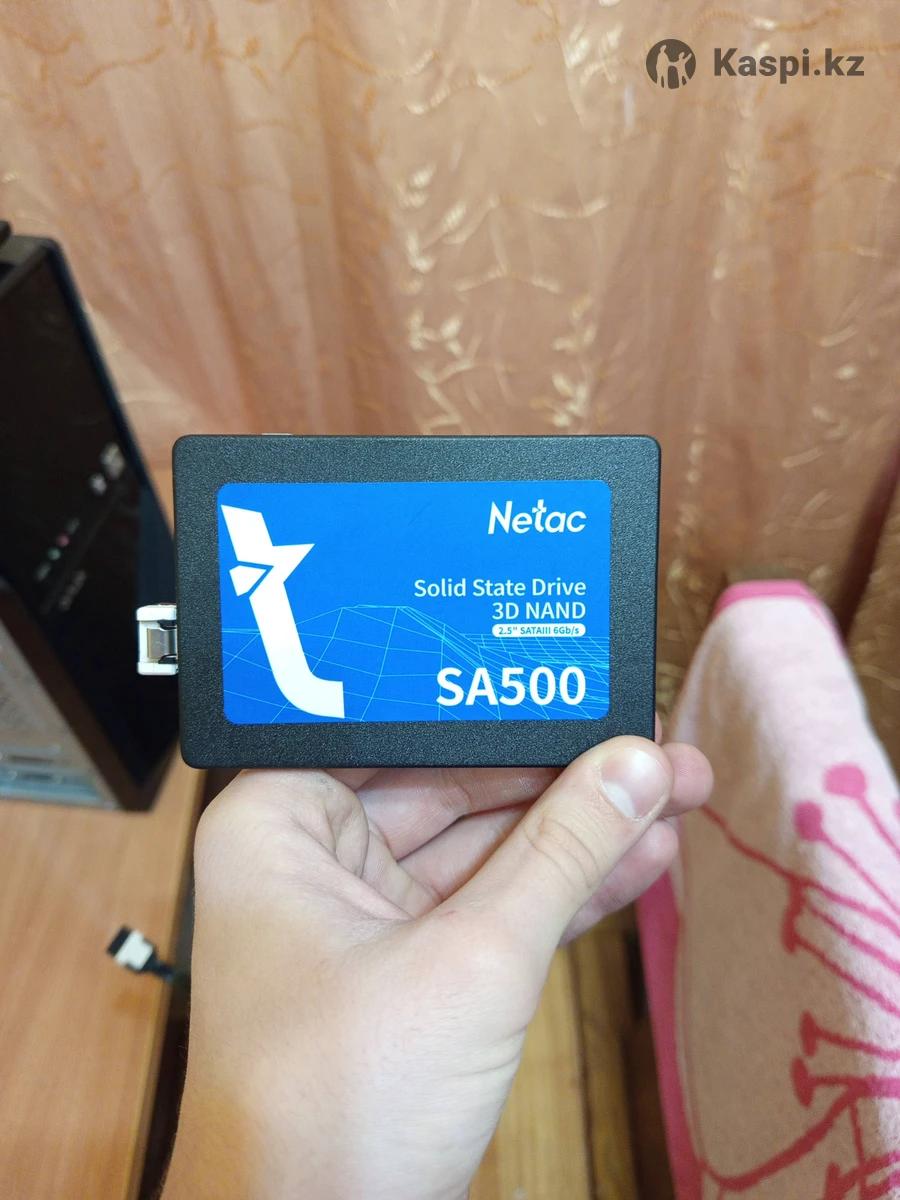 Kaspi.kz
Netac
Solid State Drive
3D NAND
2.5" SATAIII 6Gb/s
SA500